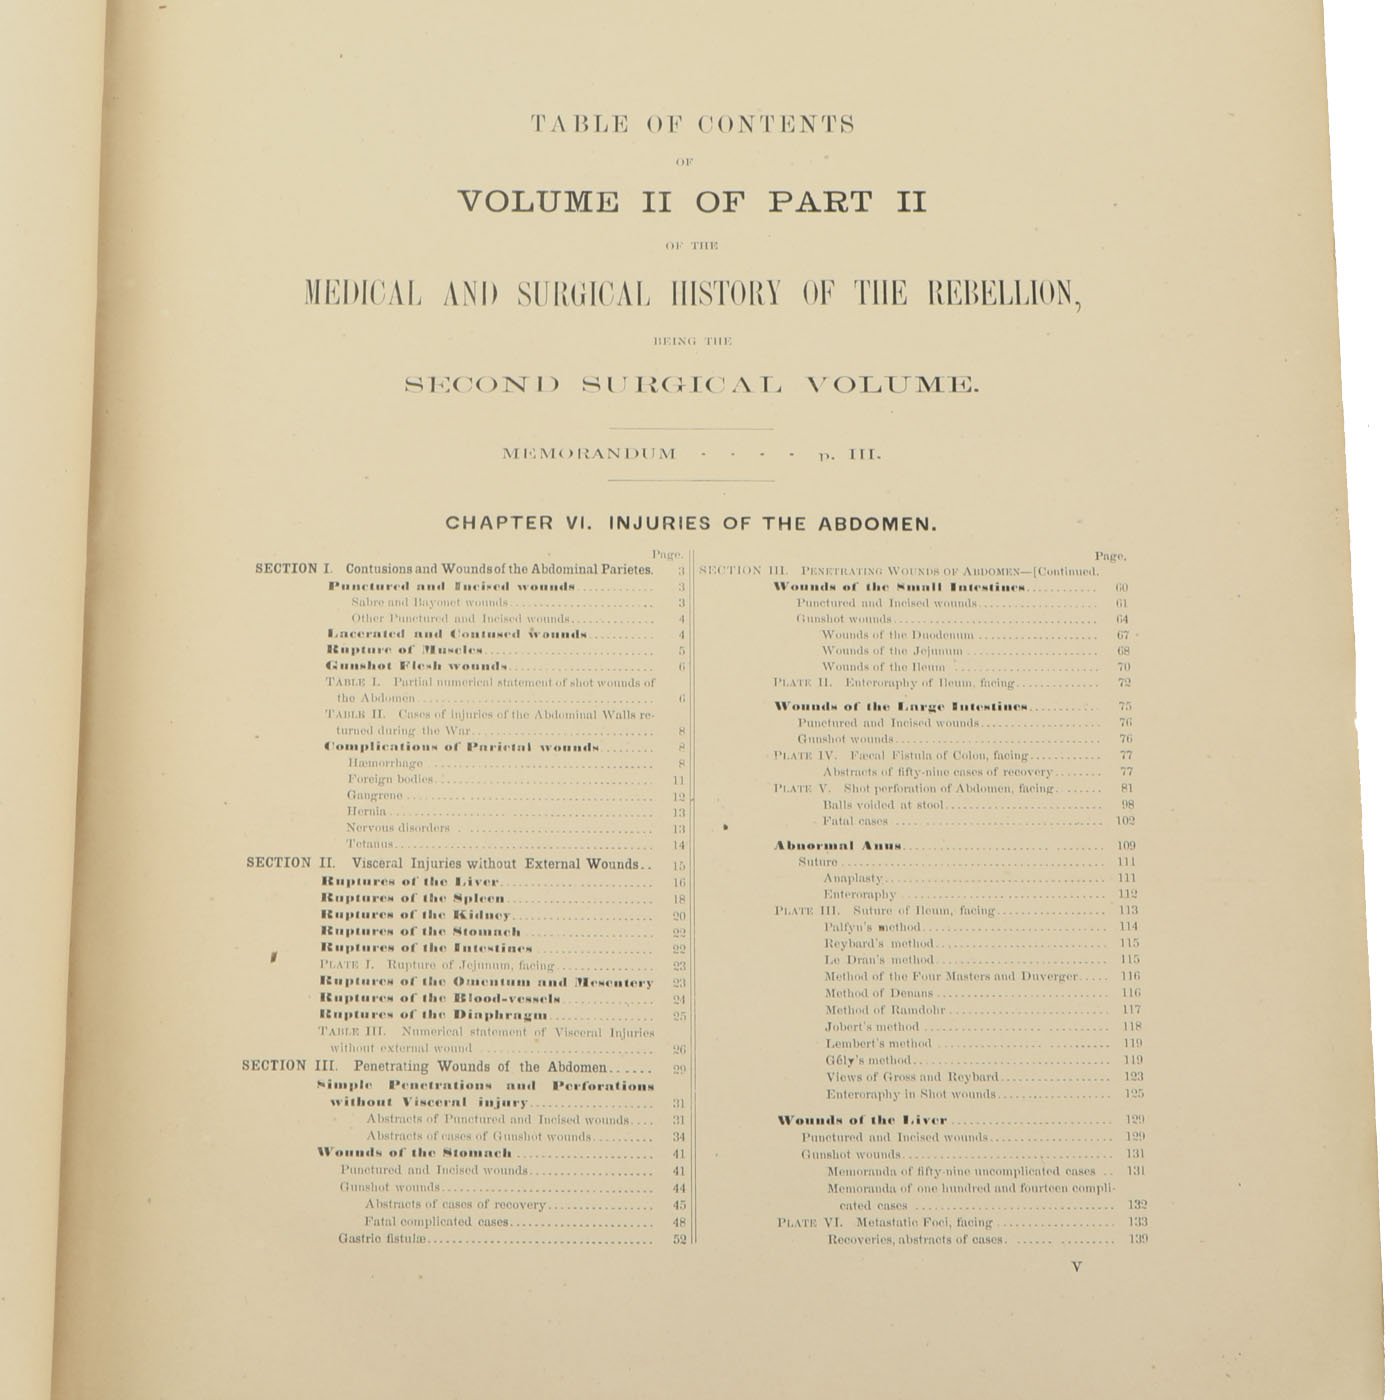 TABLE OF CONTENTS
OF
VOLUME II OF PART II
OF THE
MEDICAL AND SURGICAL HISTORY OF THE REBELLION,
BEING THE
SECOND SURGICAL VOLUME.
MEMORANDUM - - - - p. III.
CHAPTER VI. INJURIES OF THE ABDOMEN.
Page.
SECTION I. Contusions and Wounds of the Abdominal Parietes. 3
Punctured and Incised wounds............ 3
Sabre and Bayonet wounds...................... 3
Other Punctured and Incised wounds............. 4
Lacerated and Contused wounds.......... 4
Rupture of Muscles.......................... 5
Gunshot Flesh wounds...................... 6
TABLE I. Partial numerical statement of shot wounds of
the Abdomen.................................... 6
TABLE II. Cases of injuries of the Abdominal Walls re-
turned during the War............................ 8
Complications of Parietal wounds........ 8
Hæmorrhage .................................. 8
Foreign bodies................................. 11
Gangrene...................................... 12
Hernia........................................ 13
Nervous disorders ............................. 13
Tetanus........................................ 14
SECTION II. Visceral Injuries without External Wounds.. 15
Ruptures of the Liver....................... 16
Ruptures of the Spleen...................... 18
Ruptures of the Kidney..................... 20
Ruptures of the Stomach ................... 22
Ruptures of the Intestines .................. 22
PLATE I. Rupture of Jejunum, facing............... 23
Ruptures of the Omentum and Mesentery 23
Ruptures of the Blood-vessels.............. 24
Ruptures of the Diaphragm................ 25
TABLE III. Numerical statement of Visceral Injuries
without external wound .......................... 26
SECTION III. Penetrating Wounds of the Abdomen...... 29
Simple Penetrations and Perforations
without Visceral injury................... 31
Abstracts of Punctured and Incised wounds.... 31
Abstracts of cases of Gunshot wounds.......... 34
Wounds of the Stomach ..................... 41
Punctured and Incised wounds................... 41
Gunshot wounds................................. 44
Abstracts of cases of recovery................. 45
Fatal complicated cases...................... 48
Gastric fistulæ................................... 52
Page.
SECTION III. PENETRATING WOUNDS OF ABDOMEN—[Continued.
Wounds of the Small Intestines........... 60
Punctured and Incised wounds................... 61
Gunshot wounds................................ 64
Wounds of the Duodenum .................. 67
Wounds of the Jejunum .................... 68
Wounds of the Ileum ...................... 70
PLATE II. Enteroraphy of Ileum, facing............. 72
Wounds of the Large Intestines........... 75
Punctured and Incised wounds................... 76
Gunshot wounds................................ 76
PLATE IV. Fæcal Fistula of Colon, facing........... 77
Abstracts of fifty-nine cases of recovery........ 77
PLATE V. Shot perforation of Abdomen, facing....... 81
Balls voided at stool........................ 98
Fatal cases ................................ 102
Abnormal Anus............................. 109
Suture ........................................ 111
Anaplasty.................................. 111
Enteroraphy ............................... 112
PLATE III. Suture of Ileum, facing................. 113
Palfyn's method............................ 114
Reybard's method.......................... 115
Le Dran's method.......................... 115
Method of the Four Masters and Duverger..... 116
Method of Denans ......................... 116
Method of Ramdohr........................ 117
Jobert's method ........................... 118
Lembert's method ......................... 119
Gély's method............................. 119
Views of Gross and Reybard................. 123
Enteroraphy in Shot wounds................. 125
Wounds of the Liver ....................... 129
Punctured and Incised wounds................... 129
Gunshot wounds................................ 131
Memoranda of fifty-nine uncomplicated cases .. 131
Memoranda of one hundred and fourteen compli-
cated cases .............................. 132
PLATE VI. Metastatic Foci, facing ................. 133
Recoveries, abstracts of cases. ............... 139
V